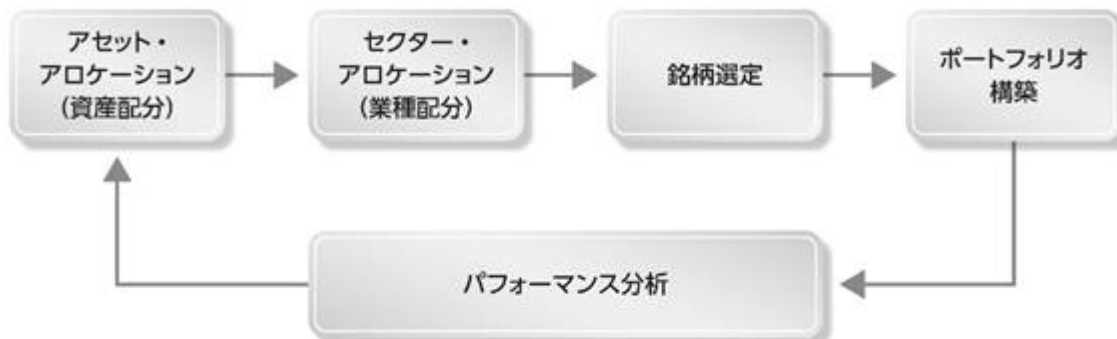 アセット・
アロケーション
(資産配分)
セクター・
アロケーション
(業種配分)
銘柄選定
ポートフォリオ
構築
パフォーマンス分析